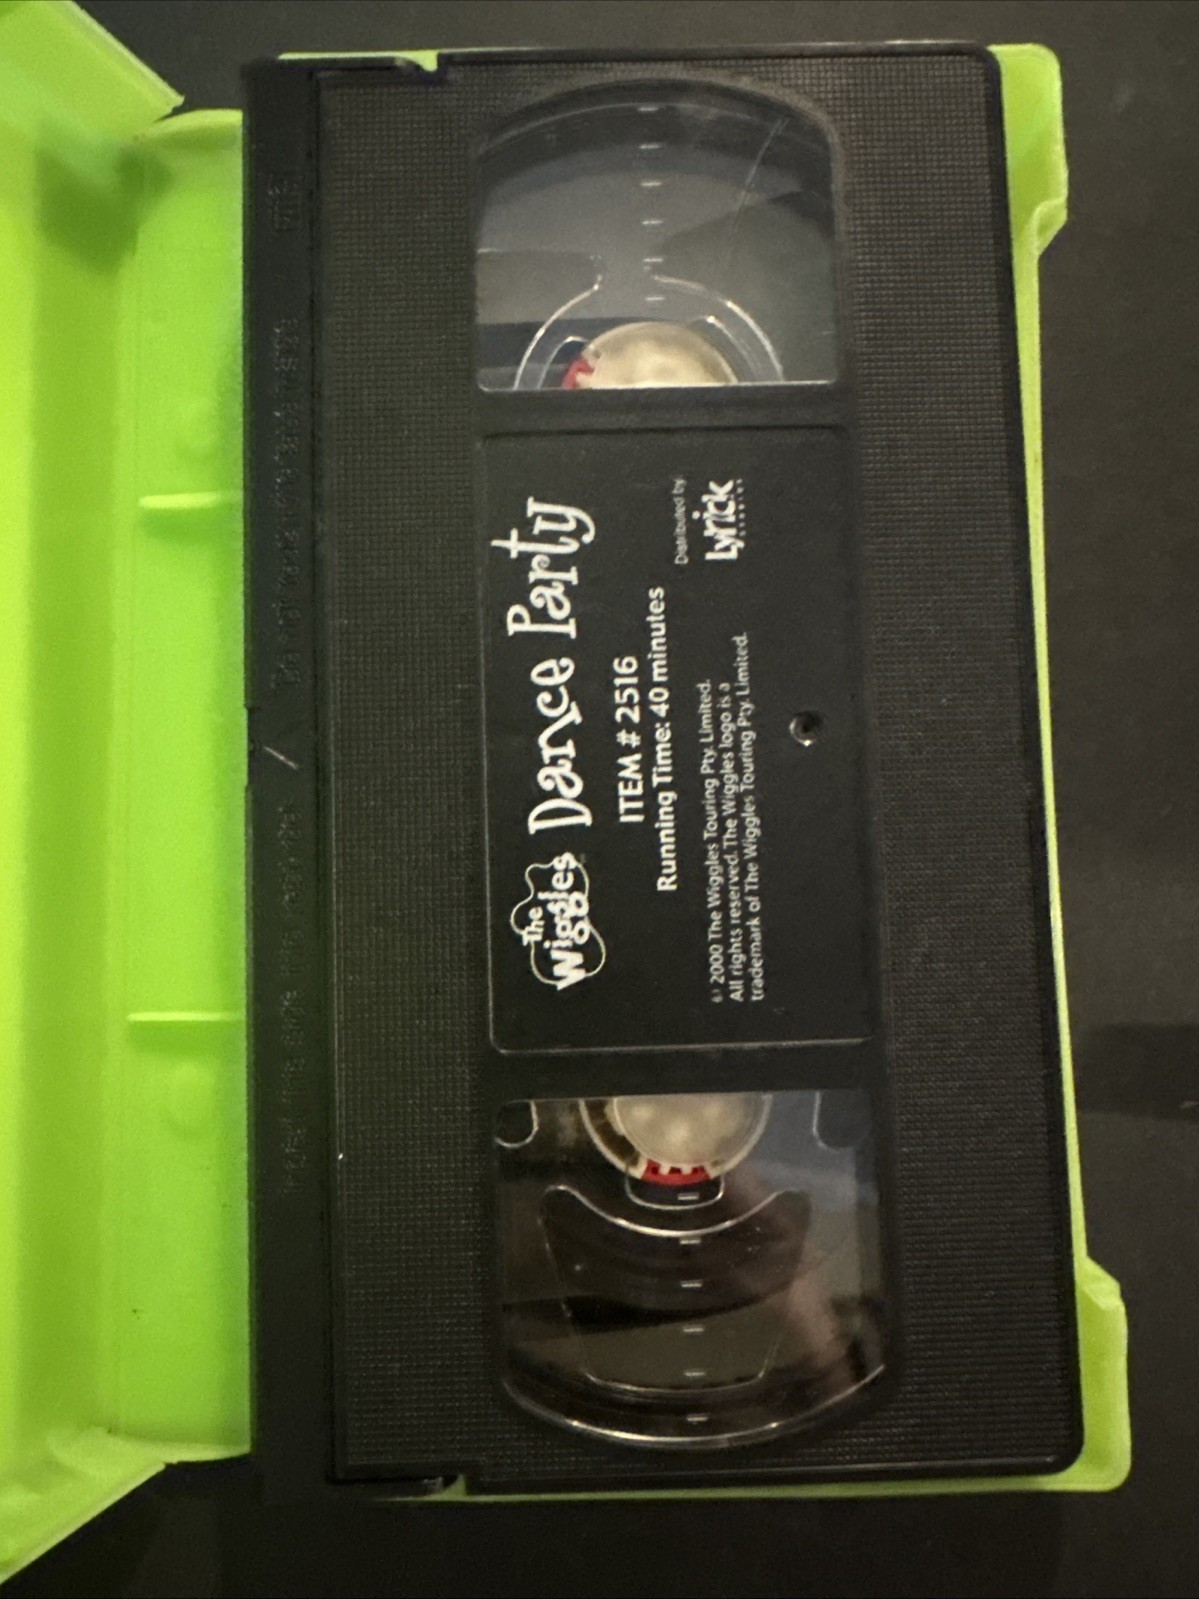 The
Wiggles Dance Party
ITEM # 2516
Running Time: 40 minutes
Distributed by:
Lyrick
STUDIOS
© 2000 The Wiggles Touring Pty. Limited.
All rights reserved. The Wiggles logo is a
trademark of The Wiggles Touring Pty. Limited.